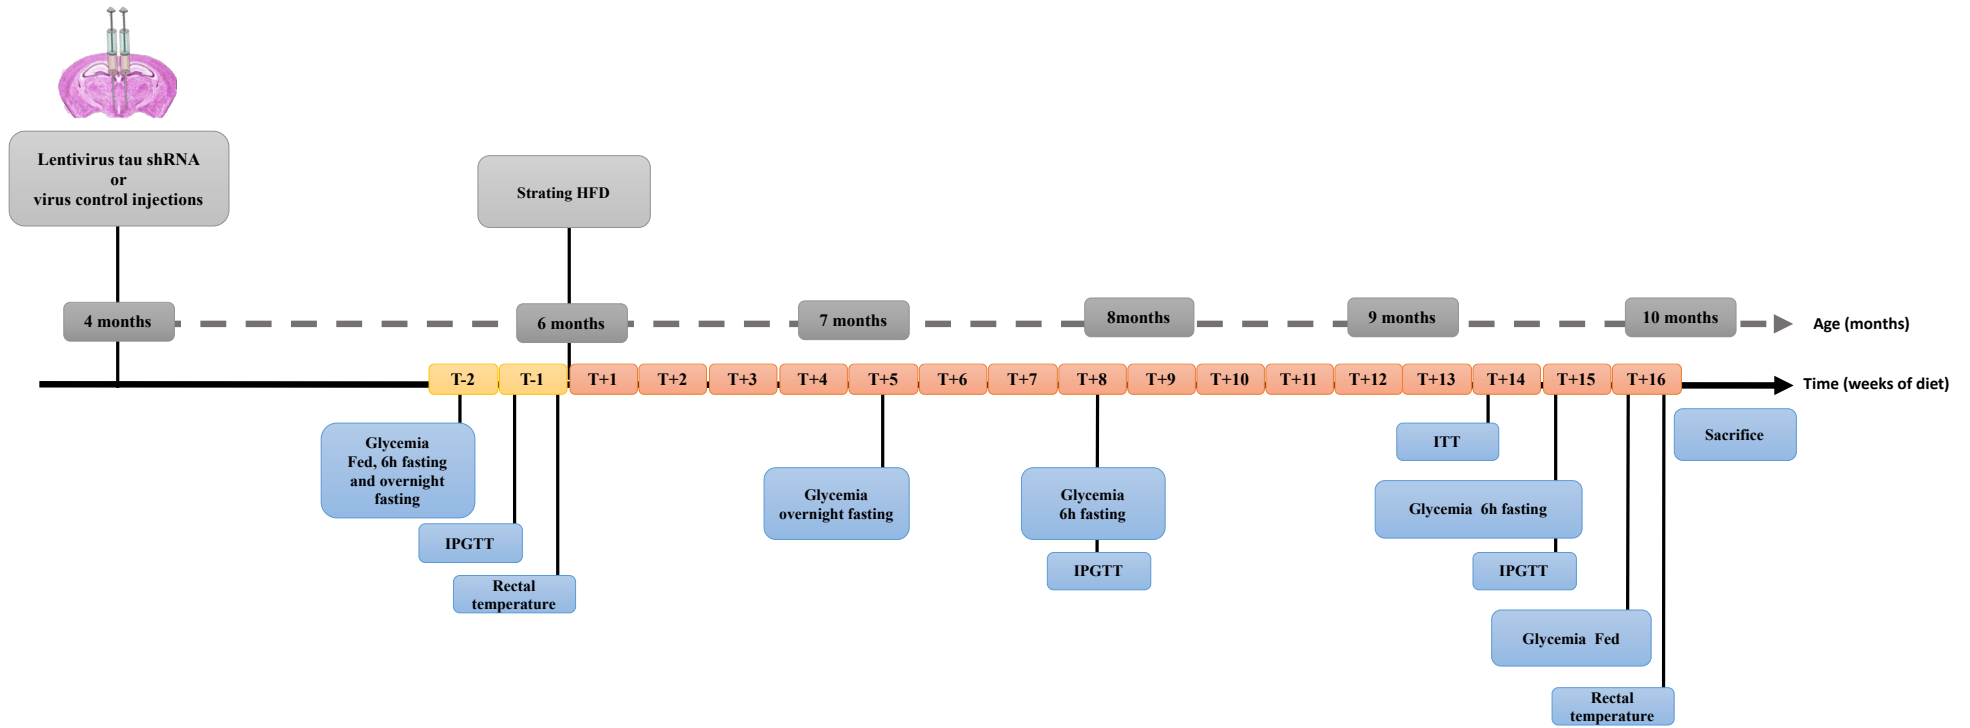 Lentivirus tau shRNA
or
virus control injections
Strating HFD
4 months
6 months
7 months
8months
9 months
10 months
Age (months)
T-2
T-1
T+1
T+2
T+3
T+4
T+5
T+6
T+7
T+8
T+9
T+10
T+11
T+12
T+13
T+14
T+15
T+16
Time (weeks of diet)
Glycemia
Fed, 6h fasting
and overnight
fasting
IPGTT
Rectal
temperature
Glycemia
overnight fasting
Glycemia
6h fasting
IPGTT
ITT
Glycemia 6h fasting
IPGTT
Glycemia Fed
Rectal
temperature
Sacrifice